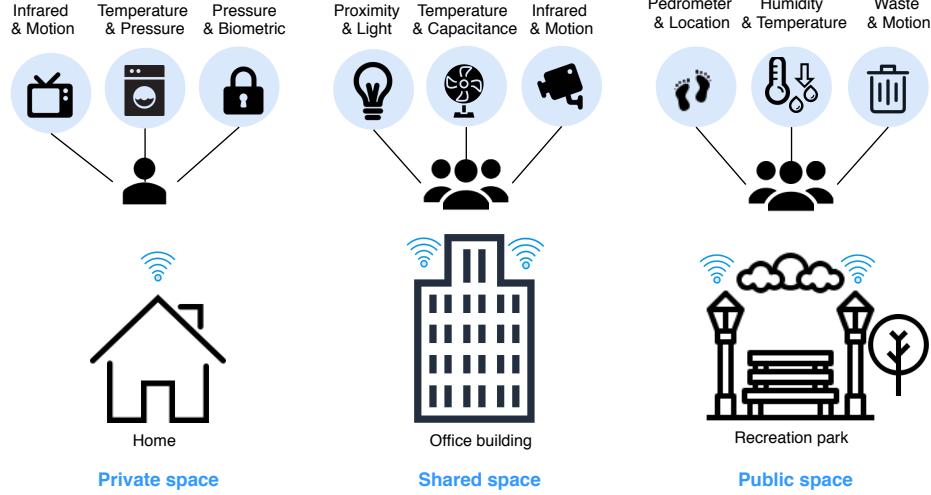 Infrared
& Motion
Temperature
& Pressure
Pressure
& Biometric
Proximity
& Light
Temperature
& Capacitance
Infrared
& Motion
Pedrometer
& Location
Humidity
& Temperature
Waste
& Motion
Home
Office building
Recreation park
Private space
Shared space
Public space